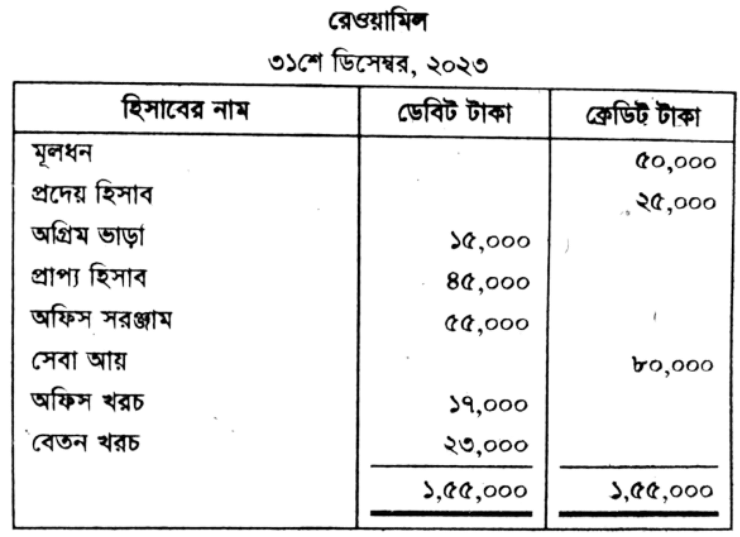 রেওয়ামিল
৩১শে ডিসেম্বর, ২০২৩
হিসাবের নাম ডেবিট টাকা ক্রেডিট টাকা
মূলধন ৫০,০০০
প্রদেয় হিসাব ২৫,০০০
অগ্রিম ভাড়া ১৫,০০০
প্রাপ্য হিসাব ৪৫,০০০
অফিস সরঞ্জাম ৫৫,০০০
সেবা আয় ৮০,০০০
অফিস খরচ ১৭,০০০
বেতন খরচ ২৩,০০০
১,৫৫,০০০ ১,৫৫,০০০